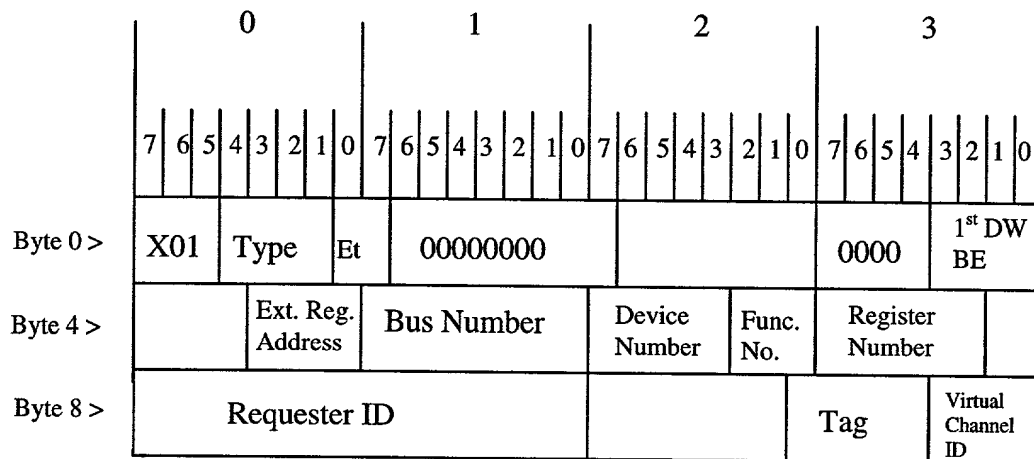 0 1 2 3
7 6 5 4 3 2 1 0 7 6 5 4 3 2 1 0 7 6 5 4 3 2 1 0 7 6 5 4 3 2 1 0
Byte 0 > X01 Type Et 00000000 0000 1st DW
BE
Byte 4 > Ext. Reg.
Address Bus Number Device
Number Func.
No. Register
Number
Byte 8 > Requester ID Tag Virtual
Channel
ID